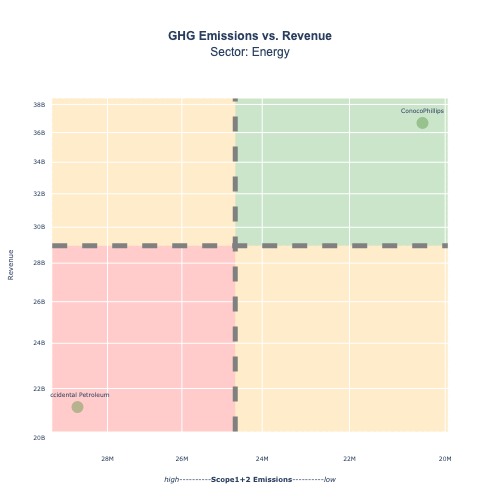 GHG Emissions vs. Revenue
Sector: Energy
38B
ConocoPhillips
36B
34B
32B
30B
Revenue
28B
26B
24B
22B
ccidental Petroleum
20B
28M 26M 24M 22M 20M
high----------Scope1+2 Emissions----------low